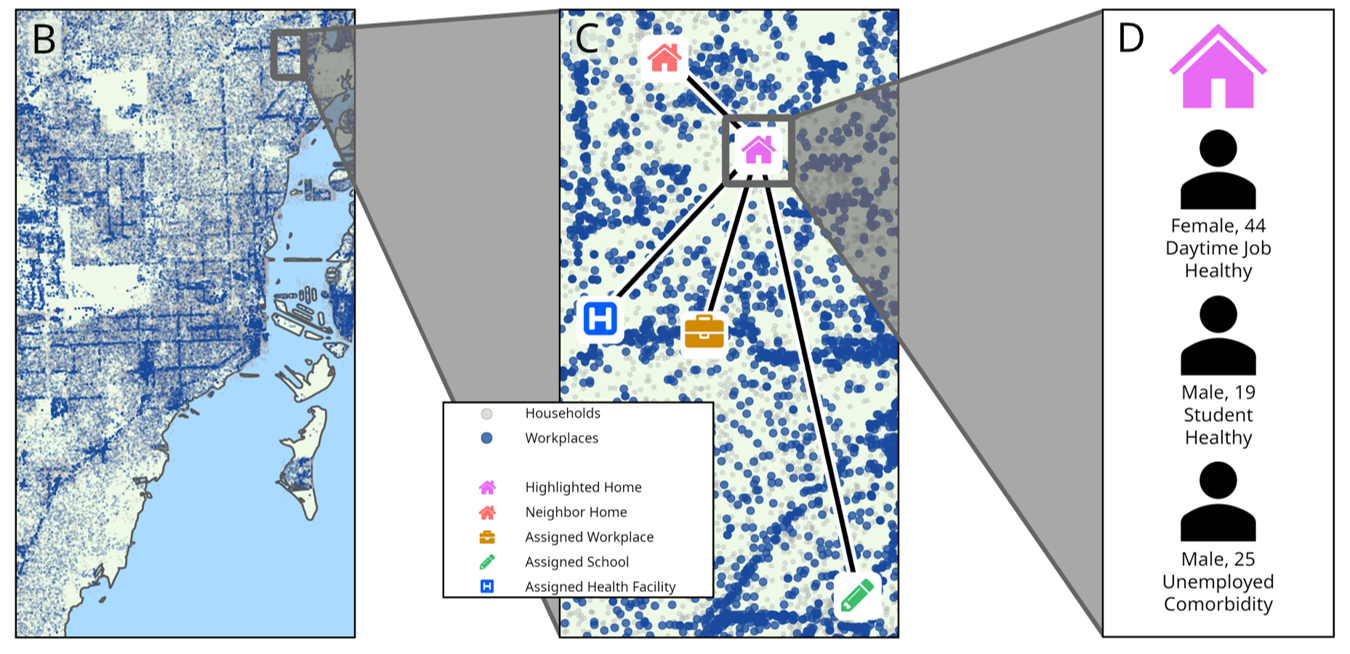 B
C
D
Households
Workplaces
Highlighted Home
Neighbor Home
Assigned Workplace
Assigned School
H
Assigned Health Facility
H
Female, 44
Daytime Job
Healthy
Male, 19
Student
Healthy
Male, 25
Unemployed
Comorbidity